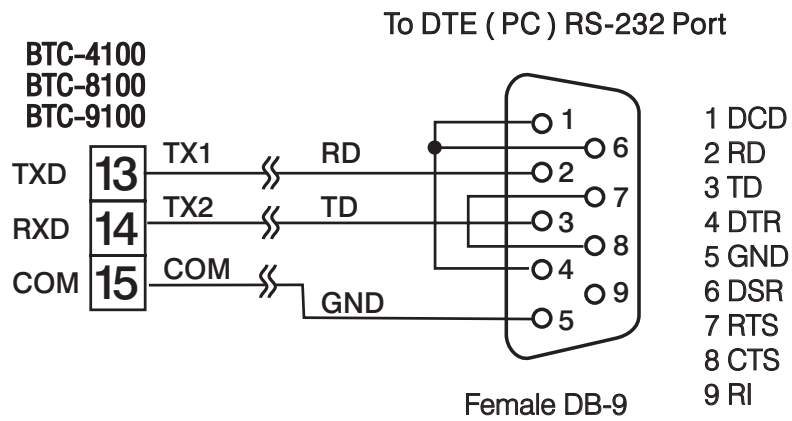 To DTE ( PC ) RS-232 Port
BTC-4100
BTC-8100
BTC-9100
TXD 13 TX1 RD
RXD 14 TX2 TD
COM 15 COM GND
1
6
2
7
3
8
4
9
5
1 DCD
2 RD
3 TD
4 DTR
5 GND
6 DSR
7 RTS
8 CTS
9 RI
Female DB-9